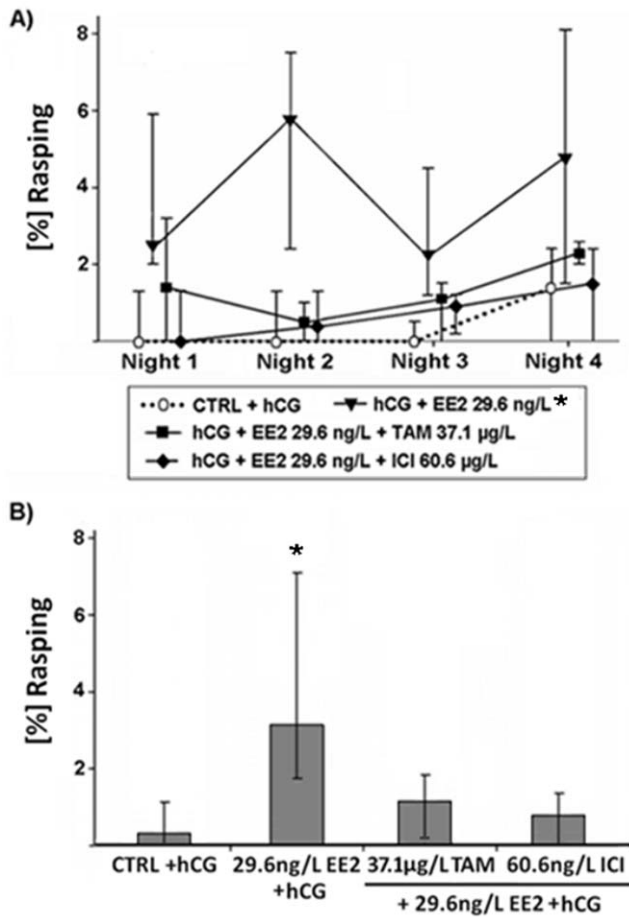 A)
[%] Rasping
8
6
4
2
Night 1 Night 2 Night 3 Night 4
CTRL + hCG hCG + EE2 29.6 ng/L *
hCG + EE2 29.6 ng/L + TAM 37.1 µg/L
hCG + EE2 29.6 ng/L + ICI 60.6 µg/L
B)
[%] Rasping
8
6
4
2
*
CTRL +hCG 29.6ng/L EE2 37.1µg/L TAM 60.6ng/L ICI
+hCG + 29.6ng/L EE2 +hCG